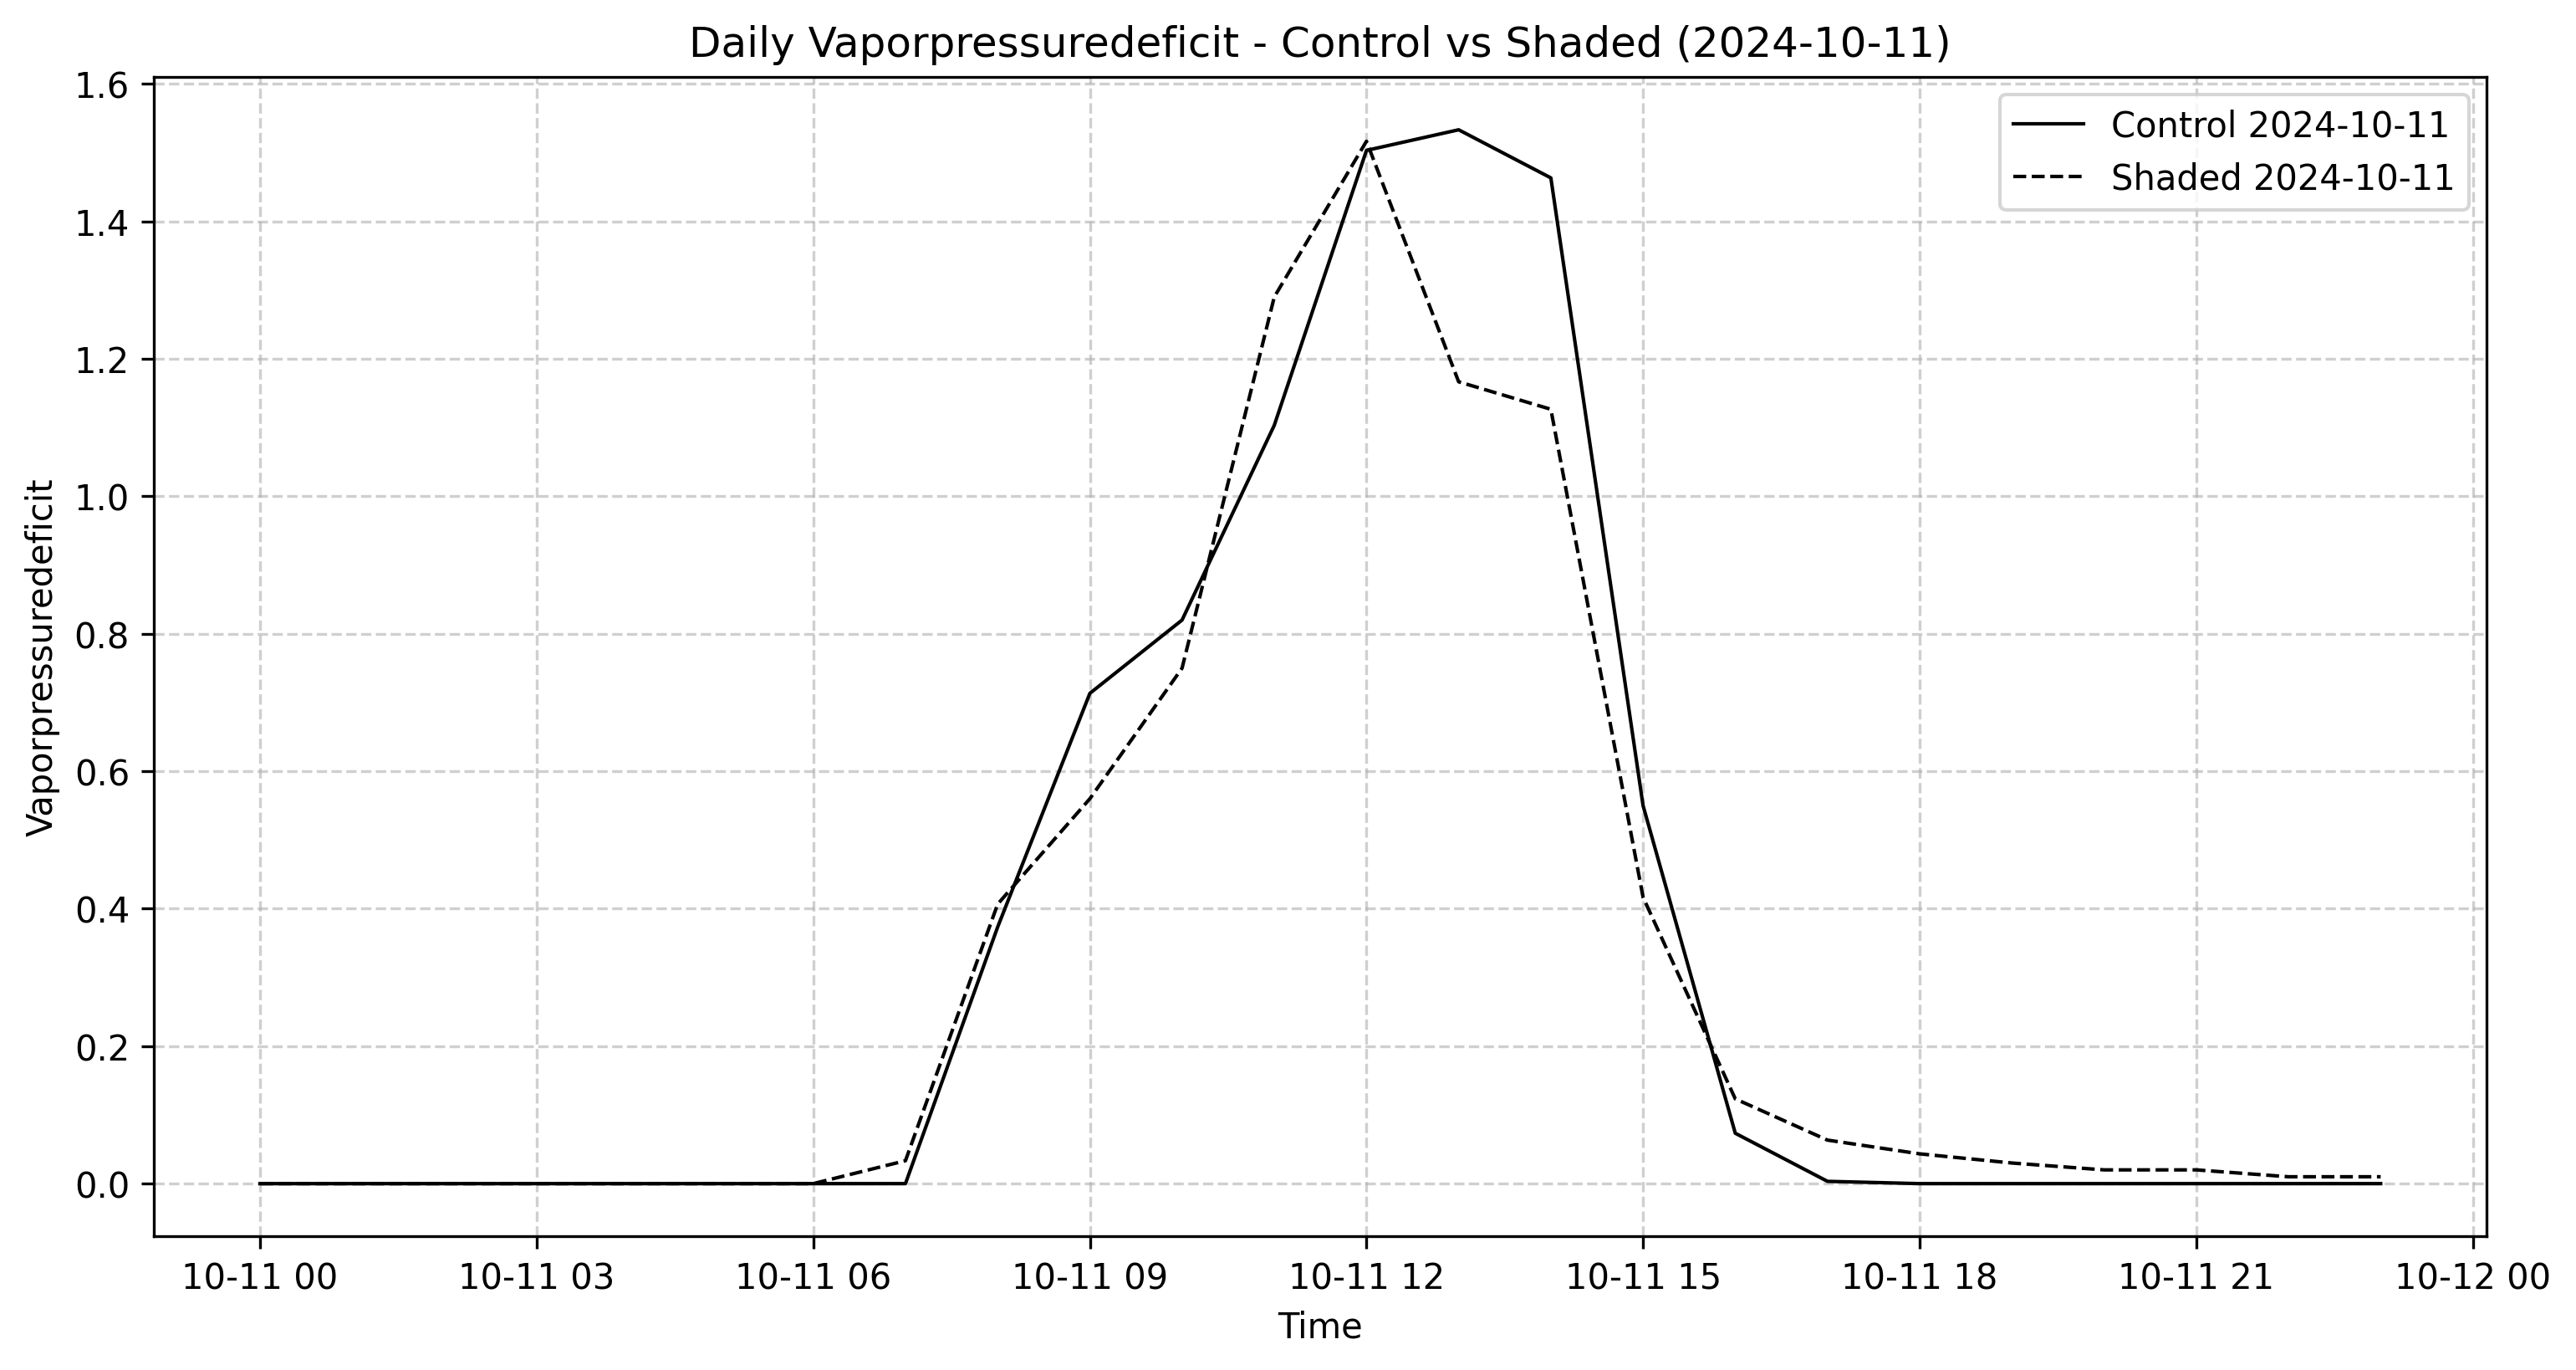 Daily Vaporpressuredeficit - Control vs Shaded (2024-10-11)
Control 2024-10-11
Shaded 2024-10-11
Vaporpressuredeficit
1.6
1.4
1.2
1.0
0.8
0.6
0.4
0.2
0.0
10-11 00 10-11 03 10-11 06 10-11 09 10-11 12 10-11 15 10-11 18 10-11 21 10-12 00
Time